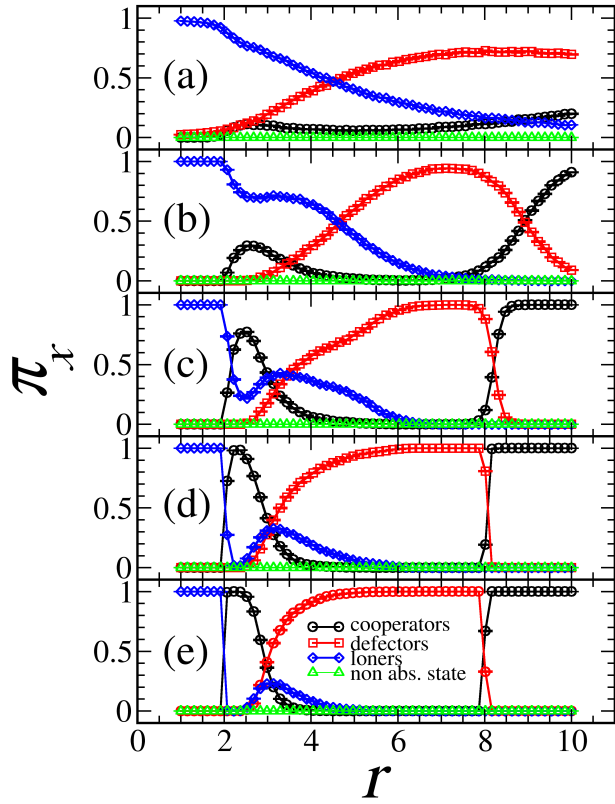 1
0.5
0
(a)
1
0.5
0
(b)
1
0.5
0
(c)
π x
1
0.5
0
(d)
1
0.5
0
(e)
cooperators
defectors
loners
non abs. state
0 2 4 6 8 10
r